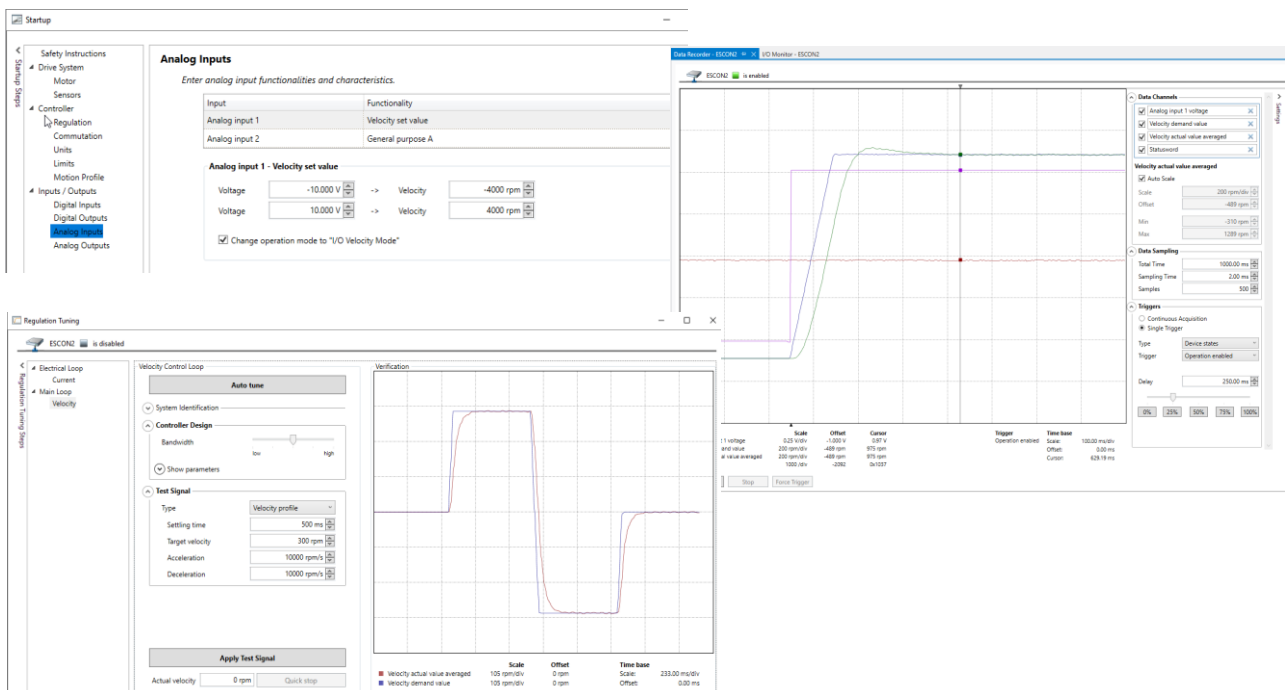 Startup
Startup Steps
Safety Instructions
Drive System
Motor
Sensors
Controller
Regulation
Commutation
Units
Limits
Motion Profile
Inputs / Outputs
Digital Inputs
Digital Outputs
Analog Inputs
Analog Outputs
Analog Inputs
Enter analog input functionalities and characteristics.
Input Functionality
Analog input 1 Velocity set value
Analog input 2 General purpose A
Analog input 1 - Velocity set value
Voltage -10.000 V -> Velocity -4000 rpm
Voltage 10.000 V -> Velocity 4000 rpm
Change operation mode to "I/O Velocity Mode"
Data Recorder - ESCON2 I/O Monitor - ESCON2
ESCON2 is enabled
Settings
Data Channels
Analog input 1 voltage
Velocity demand value
Velocity actual value averaged
Statusword
Velocity actual value averaged
Auto Scale
Scale 200 rpm/div
Offset -489 rpm
Min -310 rpm
Max 1289 rpm
Data Sampling
Total Time 1000.00 ms
Sampling Time 2.00 ms
Samples 500
Triggers
Continuous Acquisition
Single Trigger
Type Device states
Trigger Operation enabled
Delay 250.00 ms
0% 25% 50% 75% 100%
Scale Offset Cursor Trigger Time base
1 voltage 0.25 V/div -1.000 V 0.97 V Operation enabled Scale: 100.00 ms/div
and value 200 rpm/div -489 rpm 975 rpm Offset: 0.00 ms
al value averaged 200 rpm/div -489 rpm 975 rpm Cursor: 629.19 ms
1000 /div -2092 0x1037
Stop Force Trigger
Regulation Tuning
ESCON2 is disabled
Regulation Tuning Steps
Electrical Loop
Current
Main Loop
Velocity
Velocity Control Loop
Auto tune
System Identification
Controller Design
Bandwidth
low high
Show parameters
Test Signal
Type Velocity profile
Settling time 500 ms
Target velocity 300 rpm
Acceleration 10000 rpm/s
Deceleration 10000 rpm/s
Apply Test Signal
Actual velocity 0 rpm Quick stop
Verification
Scale Offset Time base
Velocity actual value averaged 105 rpm/div 0 rpm Scale: 233.00 ms/div
Velocity demand value 105 rpm/div 0 rpm Offset: 0.00 ms